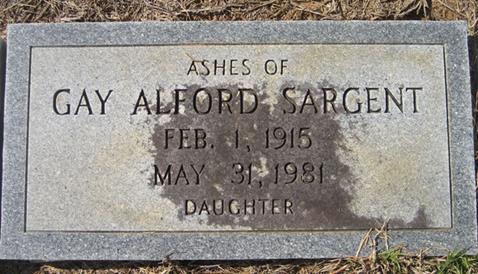 ASHES OF
GAY ALFORD SARGENT
FEB. 1, 1915
MAY 31, 1981
DAUGHTER